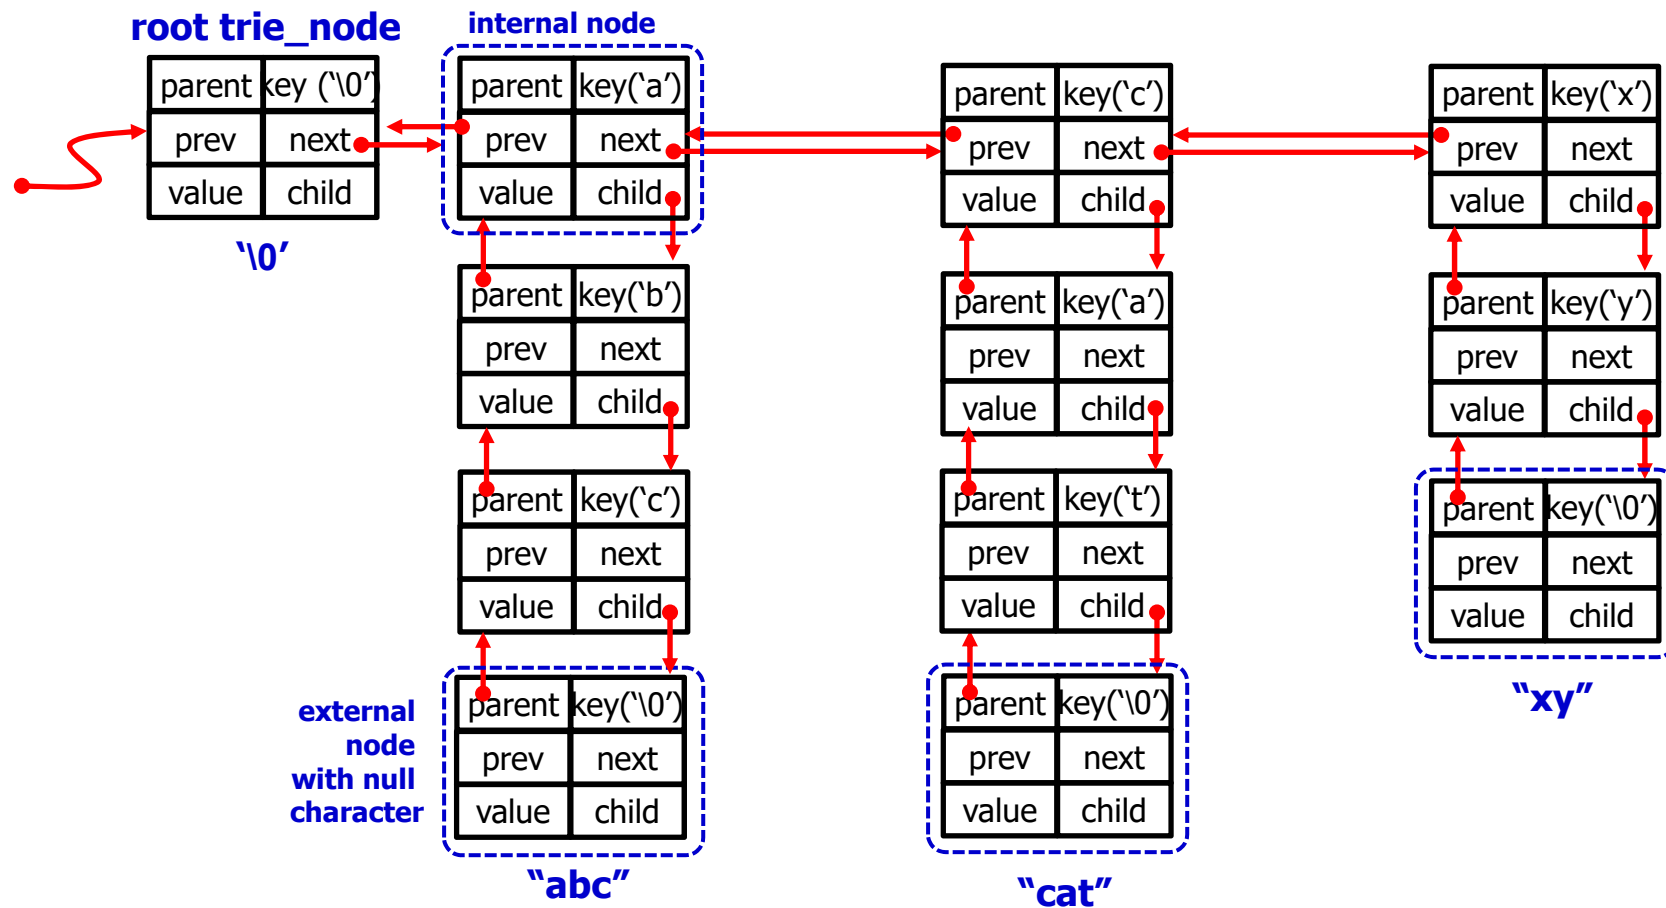 root trie_node
internal node
parent key (‘\0’)
prev next
value child
‘\0’
parent key(‘a’)
prev next
value child
parent key(‘b’)
prev next
value child
parent key(‘c’)
prev next
value child
external
node
with null
character
parent key(‘\0’)
prev next
value child
“abc”
parent key(‘c’)
prev next
value child
parent key(‘a’)
prev next
value child
parent key(‘t’)
prev next
value child
parent key(‘\0’)
prev next
value child
“cat”
parent key(‘x’)
prev next
value child
parent key(‘y’)
prev next
value child
parent key(‘\0’)
prev next
value child
“xy”